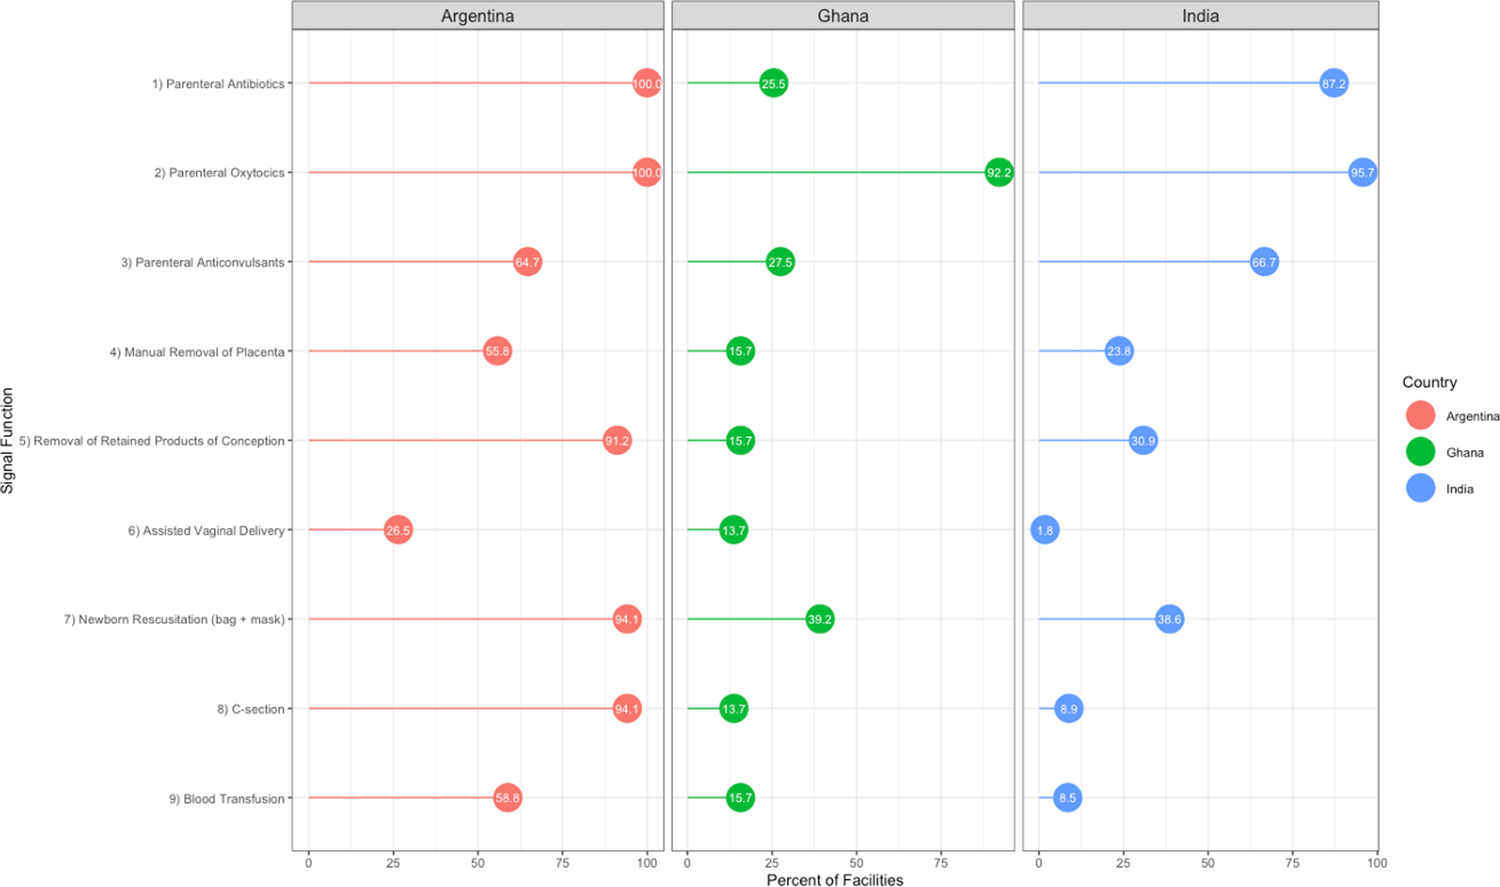 Argentina Ghana India
1) Parenteral Antibiotics 100.0 25.5 87.2
2) Parenteral Oxytocics 100.0 92.2 95.7
3) Parenteral Anticonvulsants 64.7 27.5 66.7
4) Manual Removal of Placenta 55.8 15.7 23.8
5) Removal of Retained Products of Conception 91.2 15.7 30.9
6) Assisted Vaginal Delivery 26.5 13.7 1.8
7) Newborn Rescusitation (bag + mask) 94.1 39.2 38.6
8) C-section 94.1 13.7 8.9
9) Blood Transfusion 58.8 15.7 8.5
0 25 50 75 100 0 25 50 75 0 25 50 75 100
Percent of Facilities
Signal Function
Country
Argentina
Ghana
India